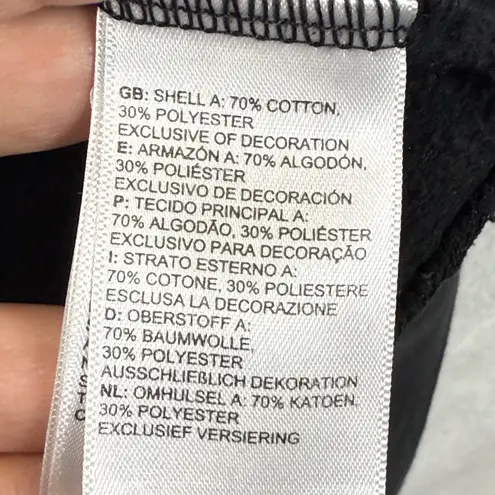 GB: SHELL A: 70% COTTON,
30% POLYESTER
EXCLUSIVE OF DECORATION
E: ARMAZÓN A: 70% ALGODÓN,
30% POLIÉSTER
EXCLUSIVO DE DECORACIÓN
P: TECIDO PRINCIPAL A:
70% ALGODÃO, 30% POLIÉSTER
EXCLUSIVO PARA DECORAÇÃO
I: STRATO ESTERNO A:
70% COTONE, 30% POLIESTERE
ESCLUSA LA DECORAZIONE
D: OBERSTOFF A:
70% BAUMWOLLE,
30% POLYESTER
AUSSCHLIEßLICH DEKORATION
NL: OMHULSEL A: 70% KATOEN,
30% POLYESTER
EXCLUSIEF VERSIERING